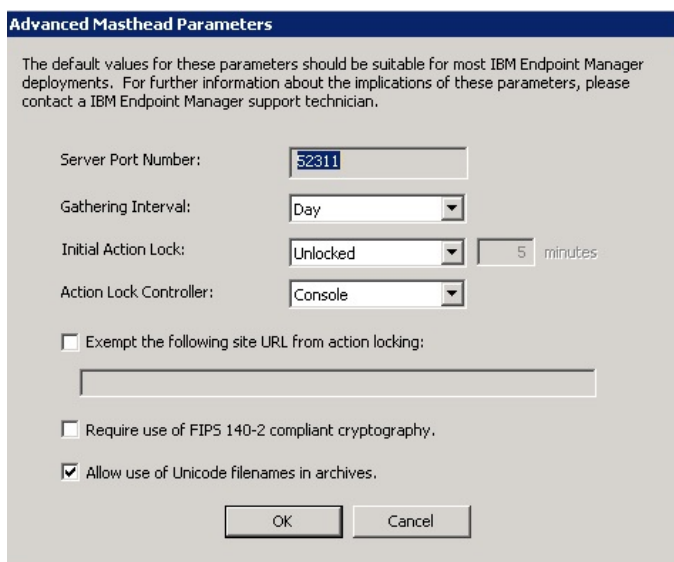 Advanced Masthead Parameters
The default values for these parameters should be suitable for most IBM Endpoint Manager
deployments. For further information about the implications of these parameters, please
contact a IBM Endpoint Manager support technician.
Server Port Number: 52311
Gathering Interval: Day
Initial Action Lock: Unlocked 5 minutes
Action Lock Controller: Console
Exempt the following site URL from action locking:
Require use of FIPS 140-2 compliant cryptography.
Allow use of Unicode filenames in archives.
OK Cancel